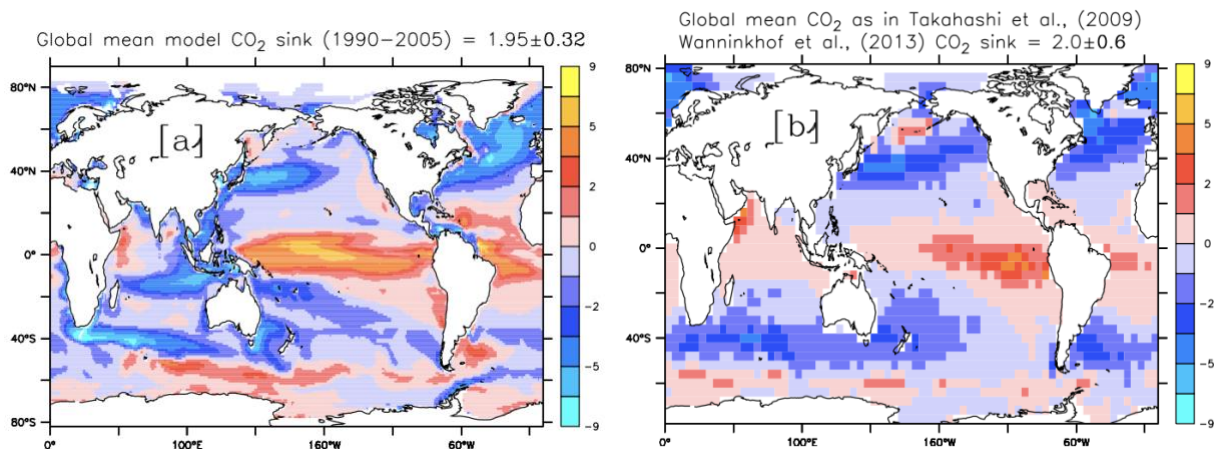 Global mean model CO₂ sink (1990−2005) = 1.95±0.32
[a]
80°N
40°N
0°
40°S
80°S
0°
100°E
160°W
60°W
9
5
2
0
-2
-5
-9
Global mean CO₂ as in Takahashi et al., (2009)
Wanninkhof et al., (2013) CO₂ sink = 2.0±0.6
[b]
80°N
40°N
0°
40°S
80°S
0°
100°E
160°W
60°W
9
5
2
0
-2
-5
-9